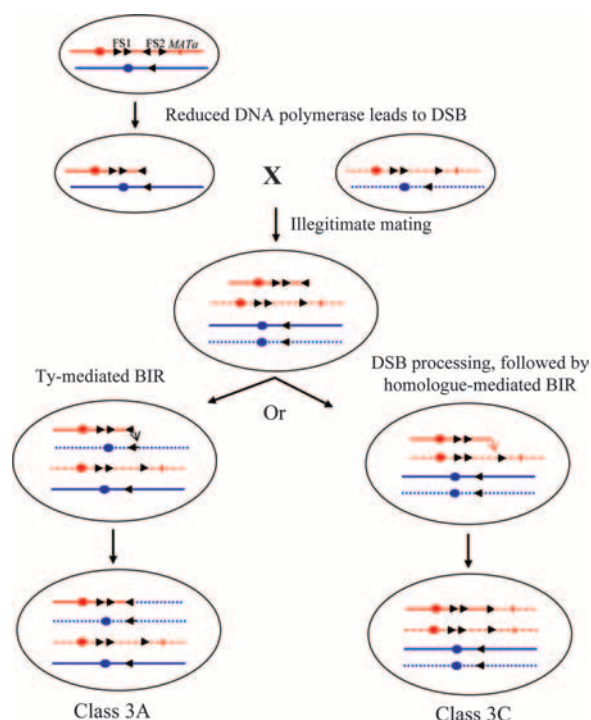 FS1 FS2 MATa
Reduced DNA polymerase leads to DSB
X
Illegitimate mating
Ty-mediated BIR
DSB processing, followed by
homologue-mediated BIR
Or
Class 3A
Class 3C